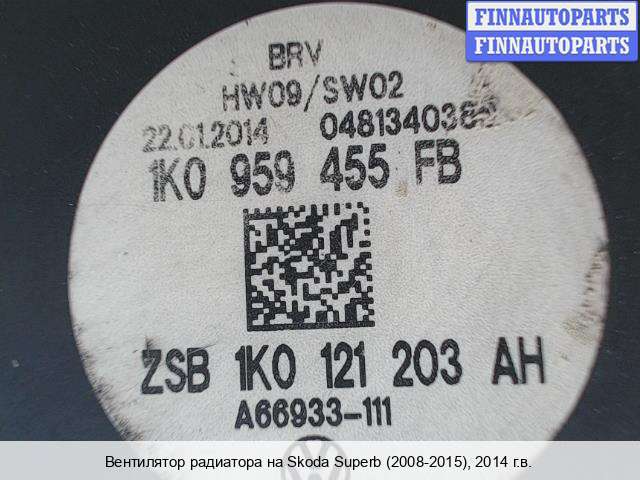 FINNAUTOPARTS
FINNAUTOPARTS
BRV
HW09/SW02
22.01.2014 0481340362
1K0 959 455 FB
ZSB 1K0 121 203 AH
A66933-111
Вентилятор радиатора на Skoda Superb (2008-2015), 2014 г.в.